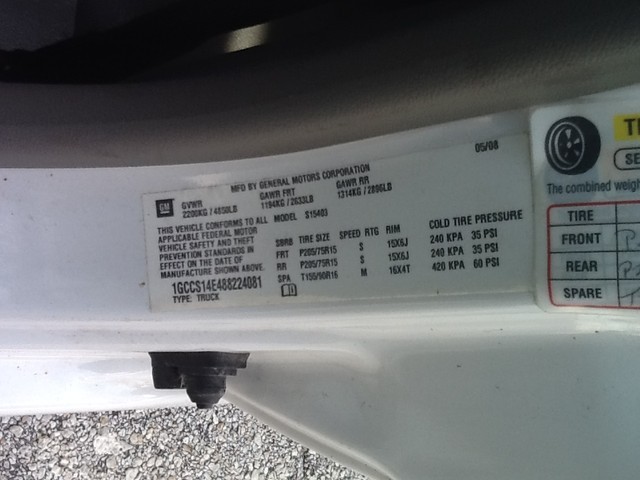 05/08
GM
MFD BY GENERAL MOTORS CORPORATION
GVWR GAWR FRT GAWR RR
2200KG / 4850LB 1194KG / 2633LB 1314KG / 2896LB
THIS VEHICLE CONFORMS TO ALL MODEL S15403
APPLICABLE FEDERAL MOTOR
VEHICLE SAFETY AND THEFT
PREVENTION STANDARDS IN
EFFECT ON THE DATE OF
MANUFACTURE SHOWN ABOVE.
1GCCS14E488224081
TYPE: TRUCK
SBRB TIRE SIZE SPEED RTG RIM COLD TIRE PRESSURE
FRT P205/75R15 S 15X6J 240 KPA 35 PSI
RR P205/75R15 S 15X6J 240 KPA 35 PSI
SPA T155/90R16 M 16X4T 420 KPA 60 PSI
The combined
TIRE
FRONT
REAR
SPARE